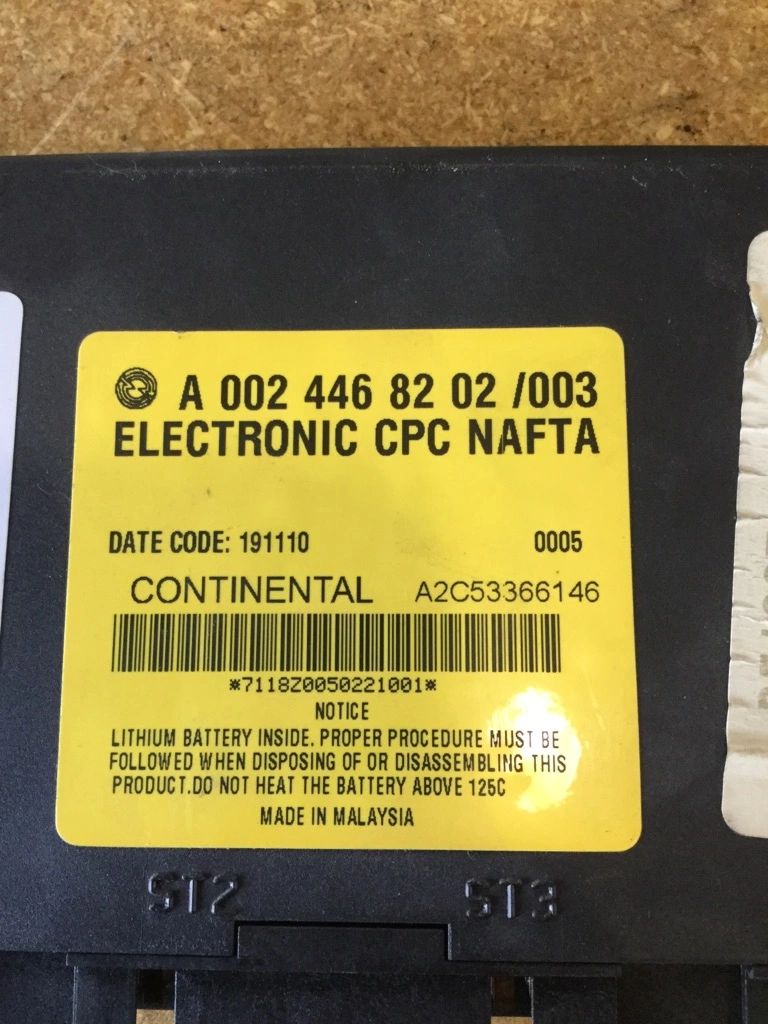 A 002 446 82 02 /003
ELECTRONIC CPC NAFTA
DATE CODE: 191110 0005
CONTINENTAL A2C53366146
*7118Z0050221001*
NOTICE
LITHIUM BATTERY INSIDE. PROPER PROCEDURE MUST BE
FOLLOWED WHEN DISPOSING OF OR DISASSEMBLING THIS
PRODUCT.DO NOT HEAT THE BATTERY ABOVE 125C
MADE IN MALAYSIA
ST2 ST3